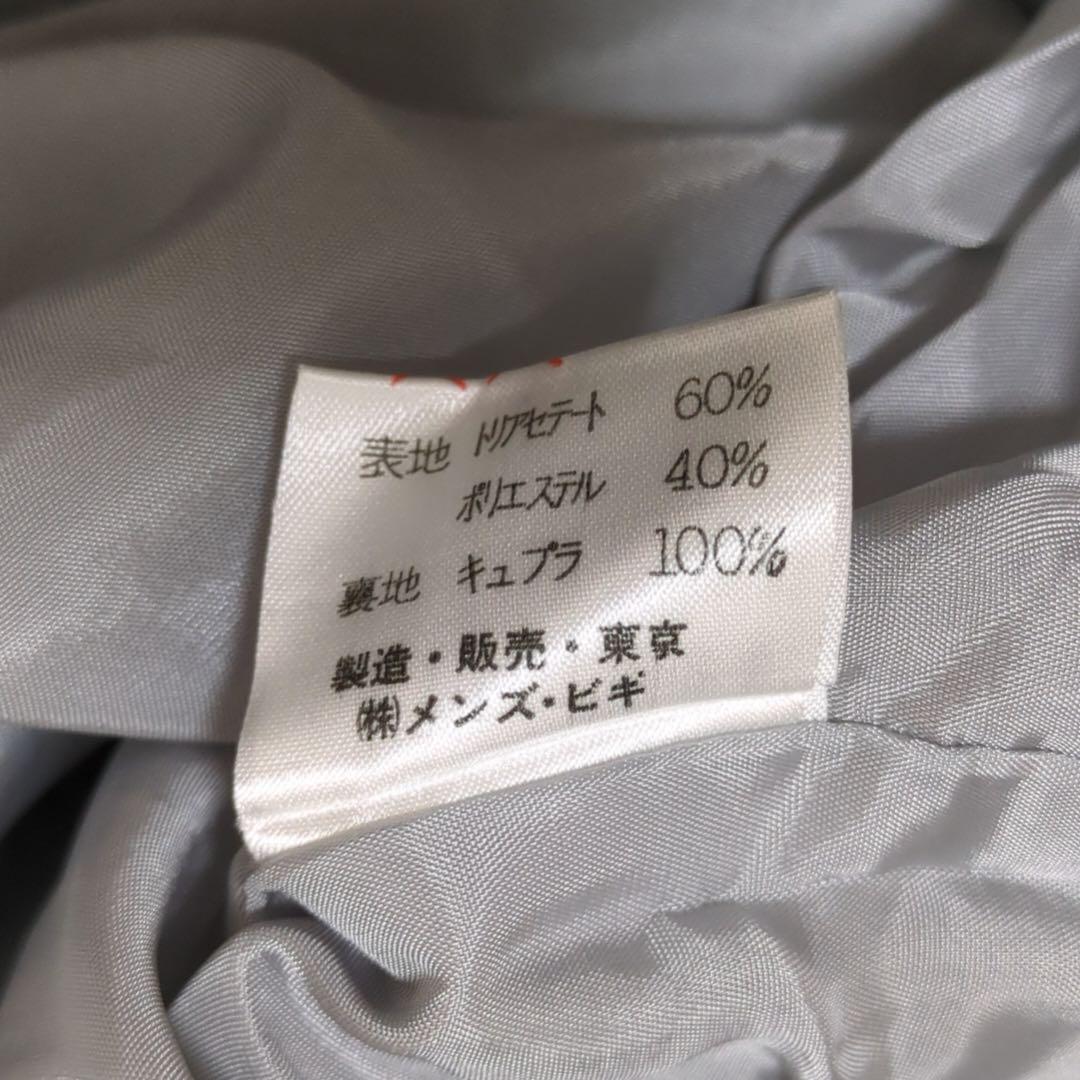 表地 トリアセテート 60%
ポリエステル 40%
裏地 キュプラ 100%
製造・販売・東京
㈱メンズ・ビギ